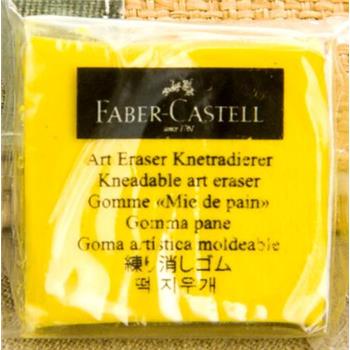 FABER-CASTELL
since 1761
Art Eraser Knetradierer
Kneadable art eraser
Gomme «Mie de pain»
Gomma pane
Goma artística moldeable
練り消しゴム
떡 지우개